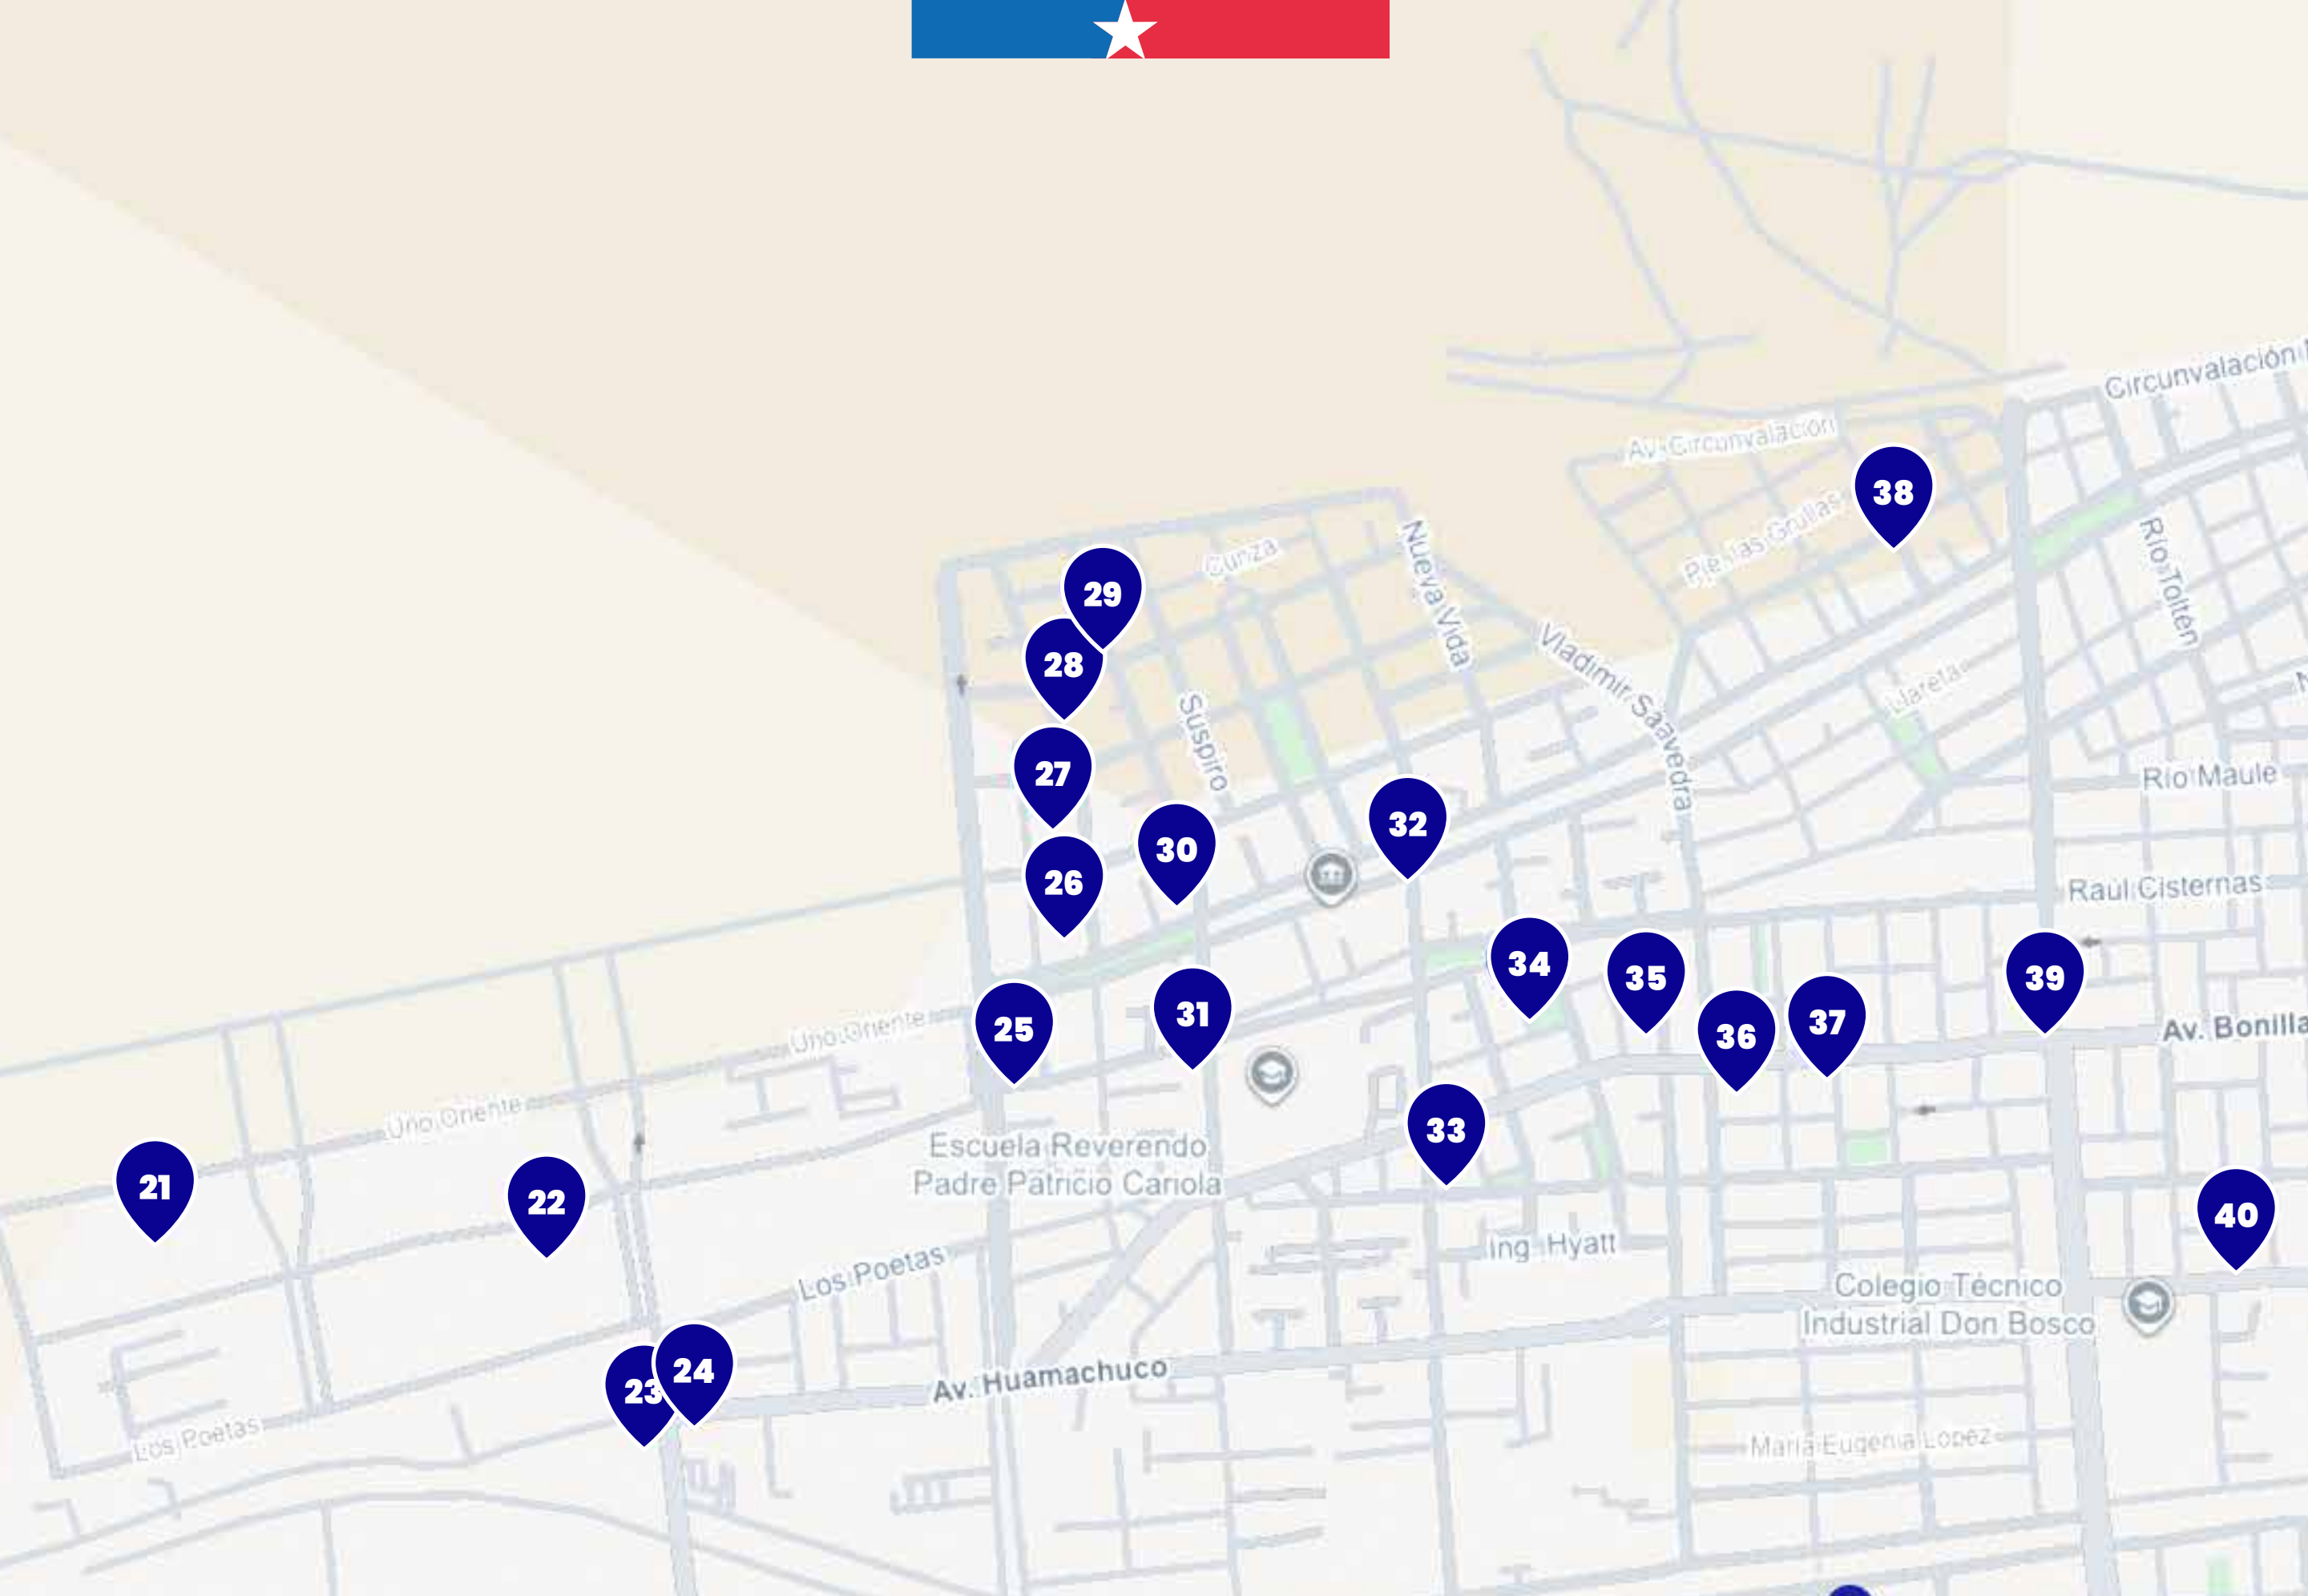 Circunvalación
Av. Circunvalación
38
Pje. las Grullas
Río Toltén
Cunza
Nueva Vida
29
28
Vladimir Saavedra
Llareta
Suspiro
27
Río Maule
32
30
26
Raúl Cisternas
34
35
39
31
25
36
37
Uno Oriente
Av. Bonilla
Uno Oriente
33
Escuela Reverendo
Padre Patricio Cariola
21
22
40
Ing. Hyatt
Los Poetas
Colegio Técnico
Industrial Don Bosco
24
23
Av. Huamachuco
Los Poetas
María Eugenia López